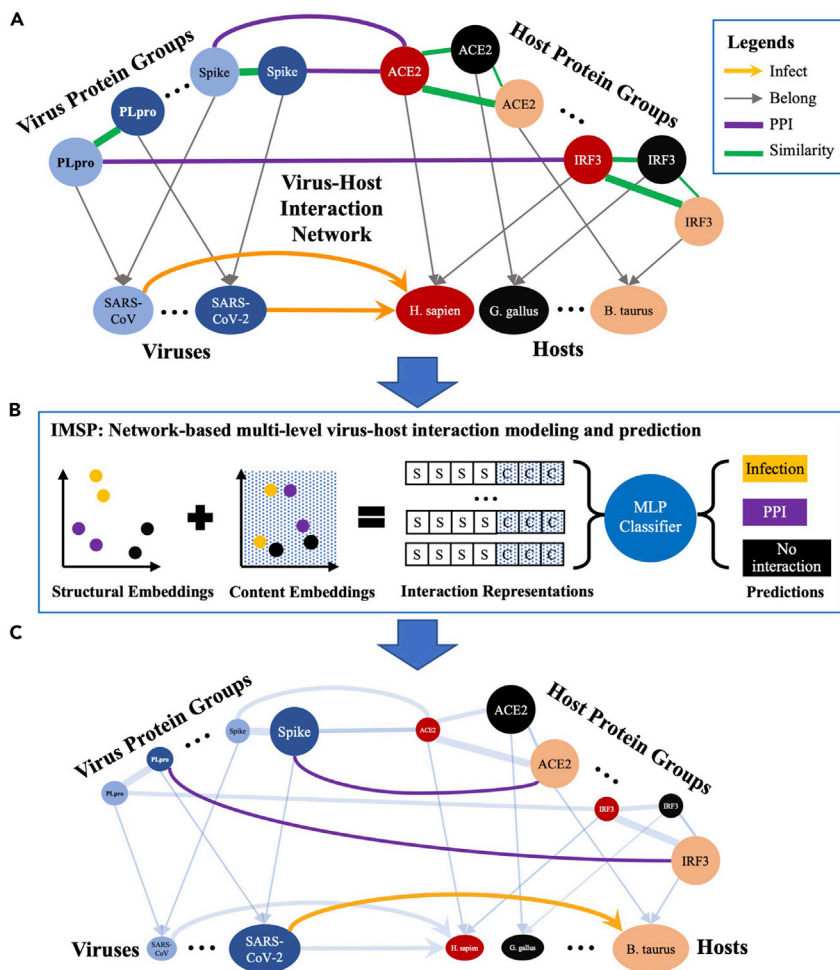 A
Virus Protein Groups
Host Protein Groups
Spike
Spike
ACE2
ACE2
ACE2
PLpro
PLpro
IRF3
IRF3
IRF3
Legends
Infect
Belong
PPI
Similarity
Virus-Host
Interaction
Network
SARS-
CoV
SARS-
CoV-2
H. sapien
G. gallus
B. taurus
Viruses
Hosts
B
IMSP: Network-based multi-level virus-host interaction modeling and prediction
S S S S C C C
S S S S C C C
S S S S C C C
MLP
Classifier
Infection
PPI
No
interaction
Structural Embeddings
Content Embeddings
Interaction Representations
Predictions
C
Virus Protein Groups
Host Protein Groups
Spike
Spike
ACE2
ACE2
ACE2
PLpro
PLpro
IRF3
IRF3
IRF3
Viruses
SARS-
CoV
SARS-
CoV-2
H. sapien
G. gallus
B. taurus
Hosts